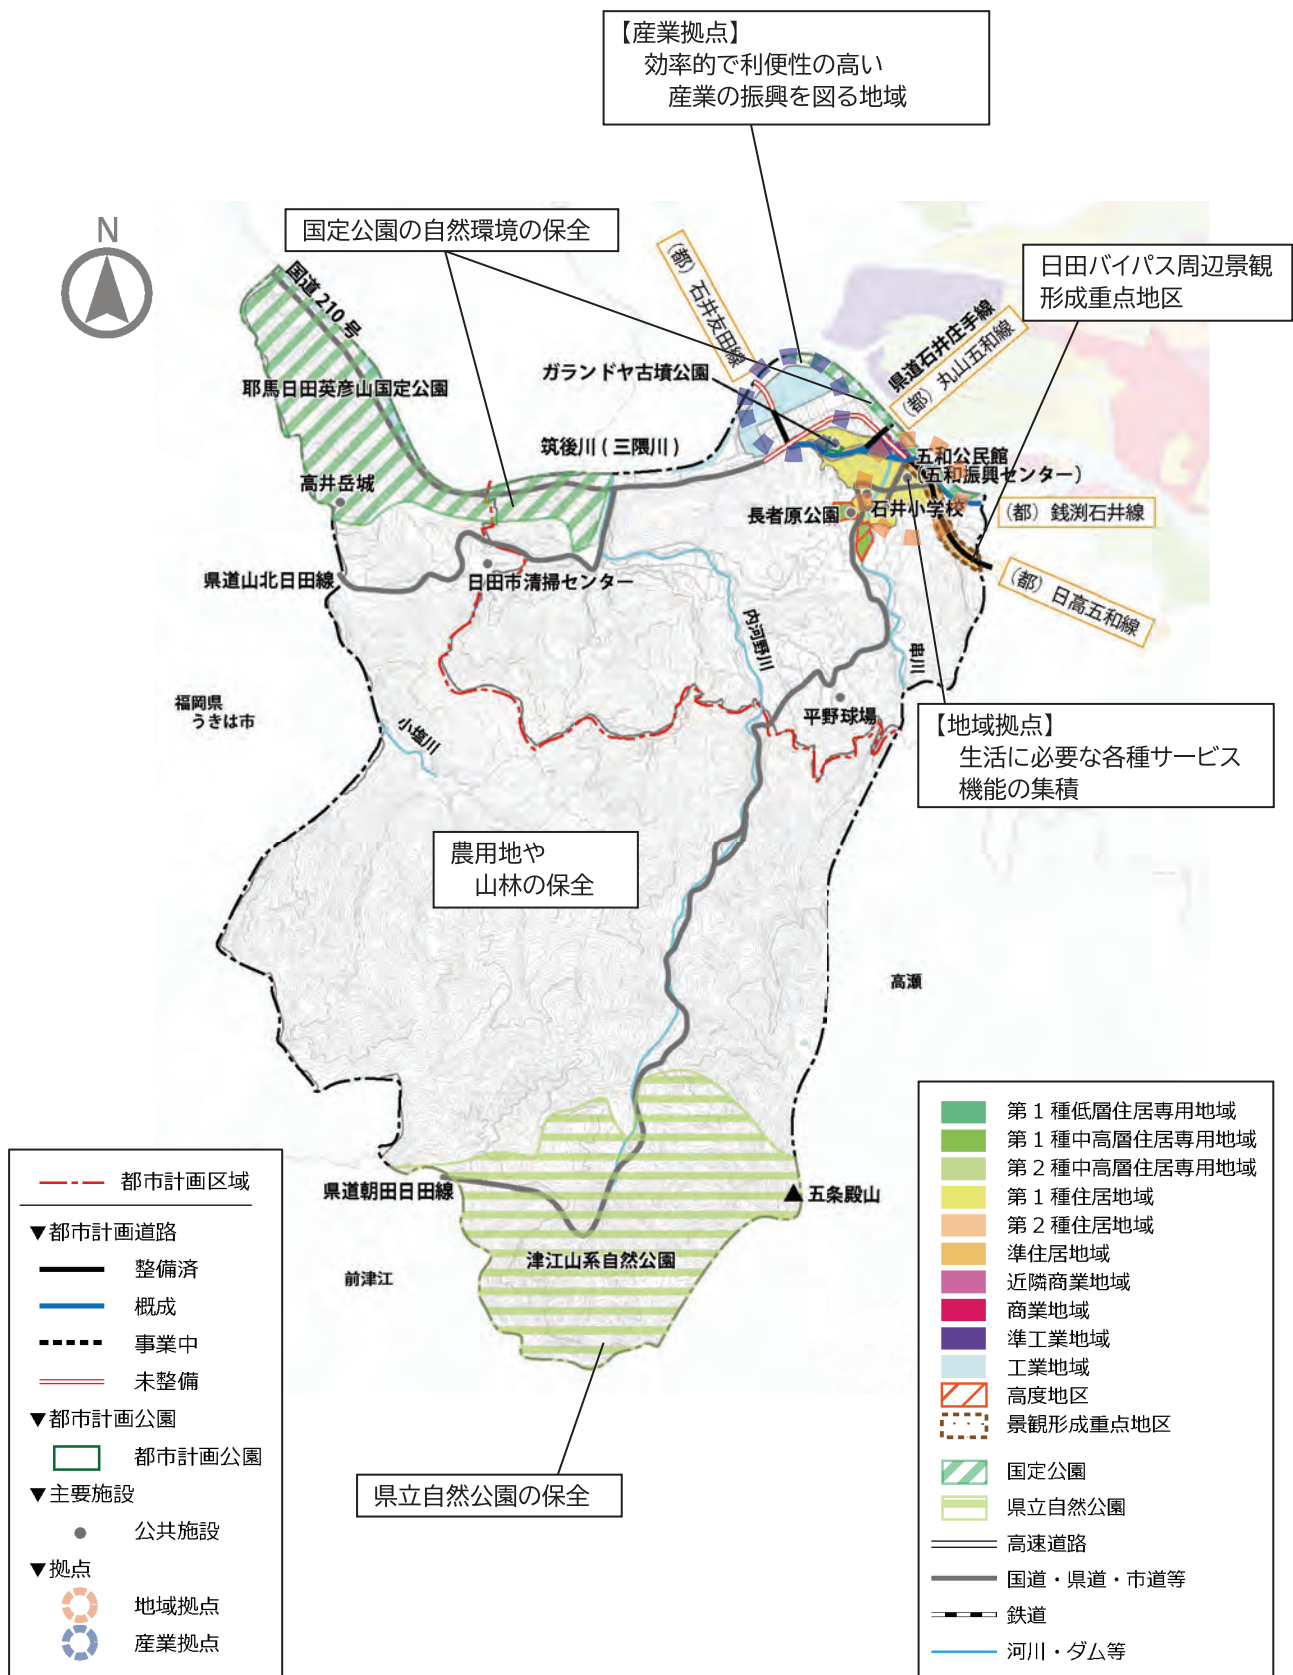 【産業拠点】
効率的で利便性の高い
産業の振興を図る地域
N
国定公園の自然環境の保全
日田バイパス周辺景観
形成重点地区
国道 210 号
(都) 石井友田線
県道石井庄手線
(都) 丸山五和線
耶馬日田英彦山国定公園
ガランドヤ古墳公園
筑後川 ( 三隈川 )
五和公民館
(五和振興センター)
高井岳城
長者原公園
石井小学校
(都) 銭渕石井線
県道山北日田線
日田市清掃センター
(都) 日高五和線
内河野川
串川
福岡県
うきは市
小塩川
平野球場
【地域拠点】
生活に必要な各種サービス
機能の集積
農用地や
山林の保全
高瀬
県道朝田日田線
五条殿山
津江山系自然公園
前津江
県立自然公園の保全
都市計画区域
▼都市計画道路
整備済
概成
事業中
未整備
▼都市計画公園
都市計画公園
▼主要施設
公共施設
▼拠点
地域拠点
産業拠点
第 1 種低層住居専用地域
第 1 種中高層住居専用地域
第 2 種中高層住居専用地域
第 1 種住居地域
第 2 種住居地域
準住居地域
近隣商業地域
商業地域
準工業地域
工業地域
高度地区
景観形成重点地区
国定公園
県立自然公園
高速道路
国道・県道・市道等
鉄道
河川・ダム等